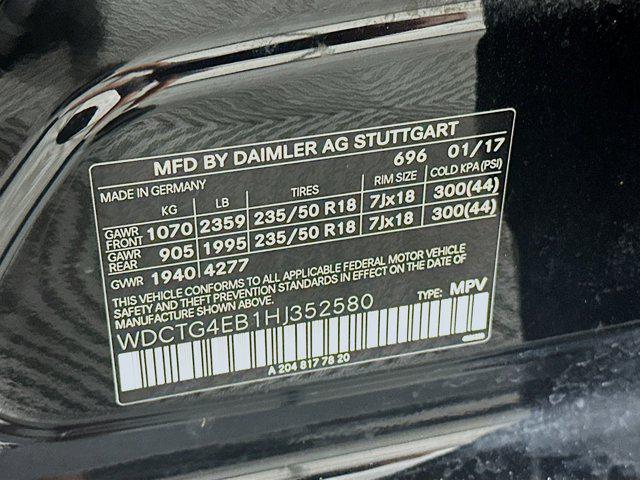 MFD BY DAIMLER AG STUTTGART
MADE IN GERMANY 696 01/17
KG LB TIRES RIM SIZE COLD KPA(PSI)
GAWR FRONT 1070 2359 235/50 R18 7Jx18 300(44)
GAWR REAR 905 1995 235/50 R18 7Jx18 300(44)
GVWR 1940 4277
THIS VEHICLE CONFORMS TO ALL APPLICABLE FEDERAL MOTOR VEHICLE
SAFETY AND THEFT PREVENTION STANDARDS IN EFFECT ON THE DATE OF
MANUFACTURE SHOWN ABOVE.
WDCTG4EB1HJ352580 TYPE: MPV
A 204 817 78 20